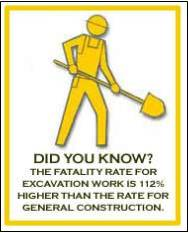 DID YOU KNOW?
THE FATALITY RATE FOR
EXCAVATION WORK IS 112%
HIGHER THAN THE RATE FOR
GENERAL CONSTRUCTION.